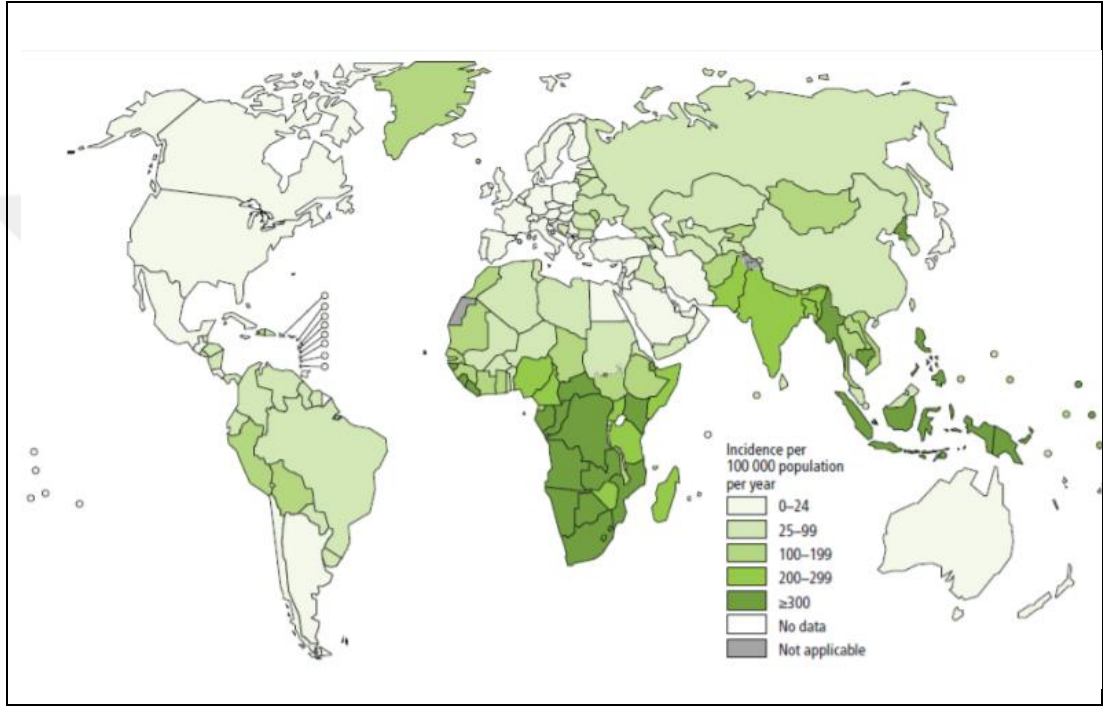 Incidence per
100 000 population
per year
0–24
25–99
100–199
200–299
≥300
No data
Not applicable